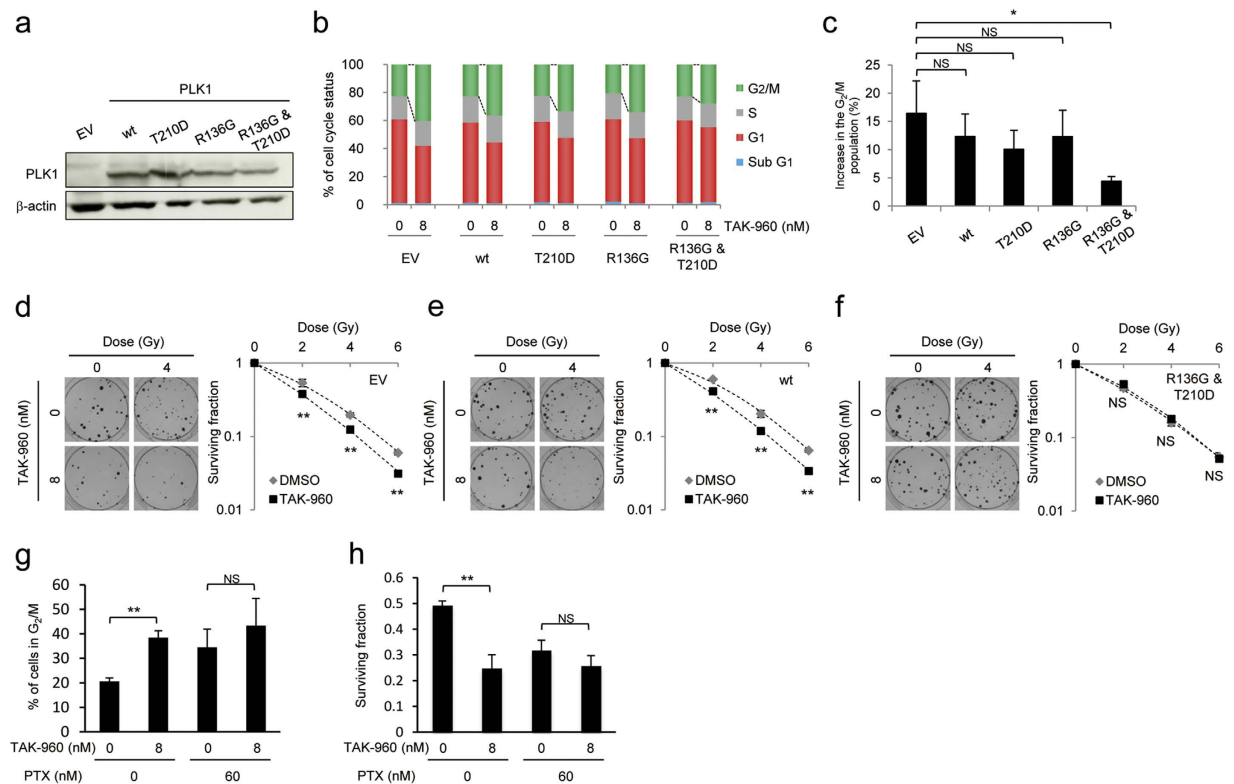 a
PLK1
EV
wt
T210D
R136G
R136G &
T210D
PLK1
β-actin
b
% of cell cycle status
100
80
60
40
20
0
G2/M
S
G1
Sub G1
0 8 0 8 0 8 0 8 0 8 TAK-960 (nM)
EV wt T210D R136G R136G &
T210D
c
*
NS
NS
NS
Increase in the G2/M
population (%)
25
20
15
10
5
0
EV
wt
T210D
R136G
R136G &
T210D
d
Dose (Gy)
0 4
TAK-960 (nM)
0
8
Dose (Gy)
0 2 4 6
Surviving fraction
1
0.1
0.01
EV
**
**
**
DMSO
TAK-960
e
Dose (Gy)
0 4
TAK-960 (nM)
0
8
Dose (Gy)
0 2 4 6
Surviving fraction
1
0.1
0.01
wt
**
**
**
DMSO
TAK-960
f
Dose (Gy)
0 4
TAK-960 (nM)
0
8
Dose (Gy)
0 2 4 6
Surviving fraction
1
0.1
0.01
R136G &
T210D
NS
NS
NS
DMSO
TAK-960
g
% of cells in G2/M
60
50
40
30
20
10
0
**
NS
TAK-960 (nM) 0 8 0 8
PTX (nM) 0 60
h
Surviving fraction
0.6
0.5
0.4
0.3
0.2
0.1
0
**
NS
TAK-960 (nM) 0 8 0 8
PTX (nM) 0 60